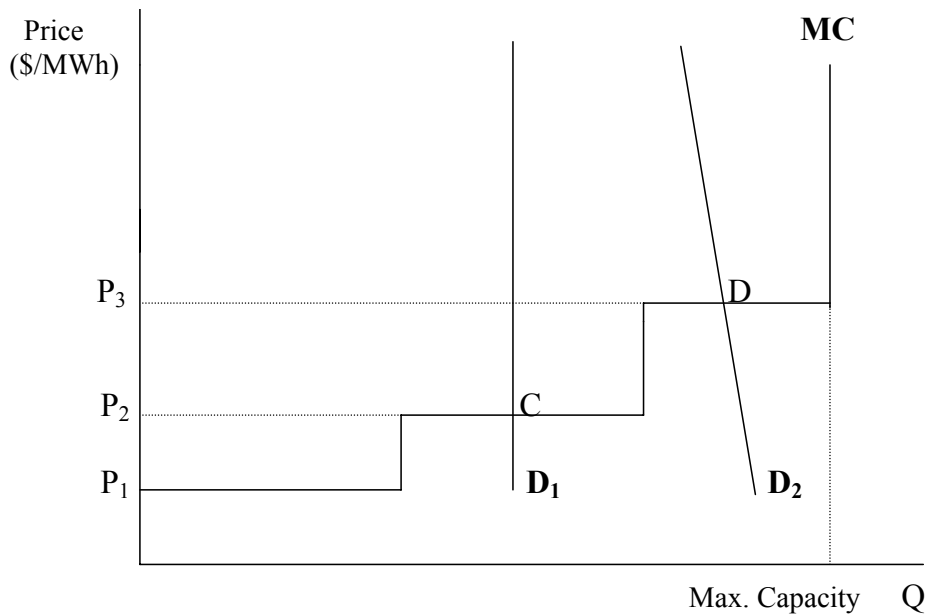 Price
($/MWh)
MC
P₃
D
P₂
C
P₁
D₁
D₂
Max. Capacity
Q